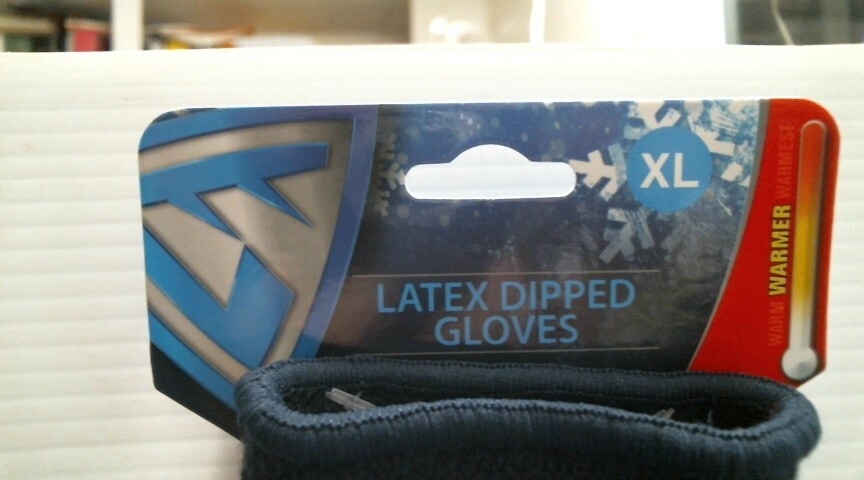 XL
LATEX DIPPED
GLOVES
WARM WARMER WARMEST